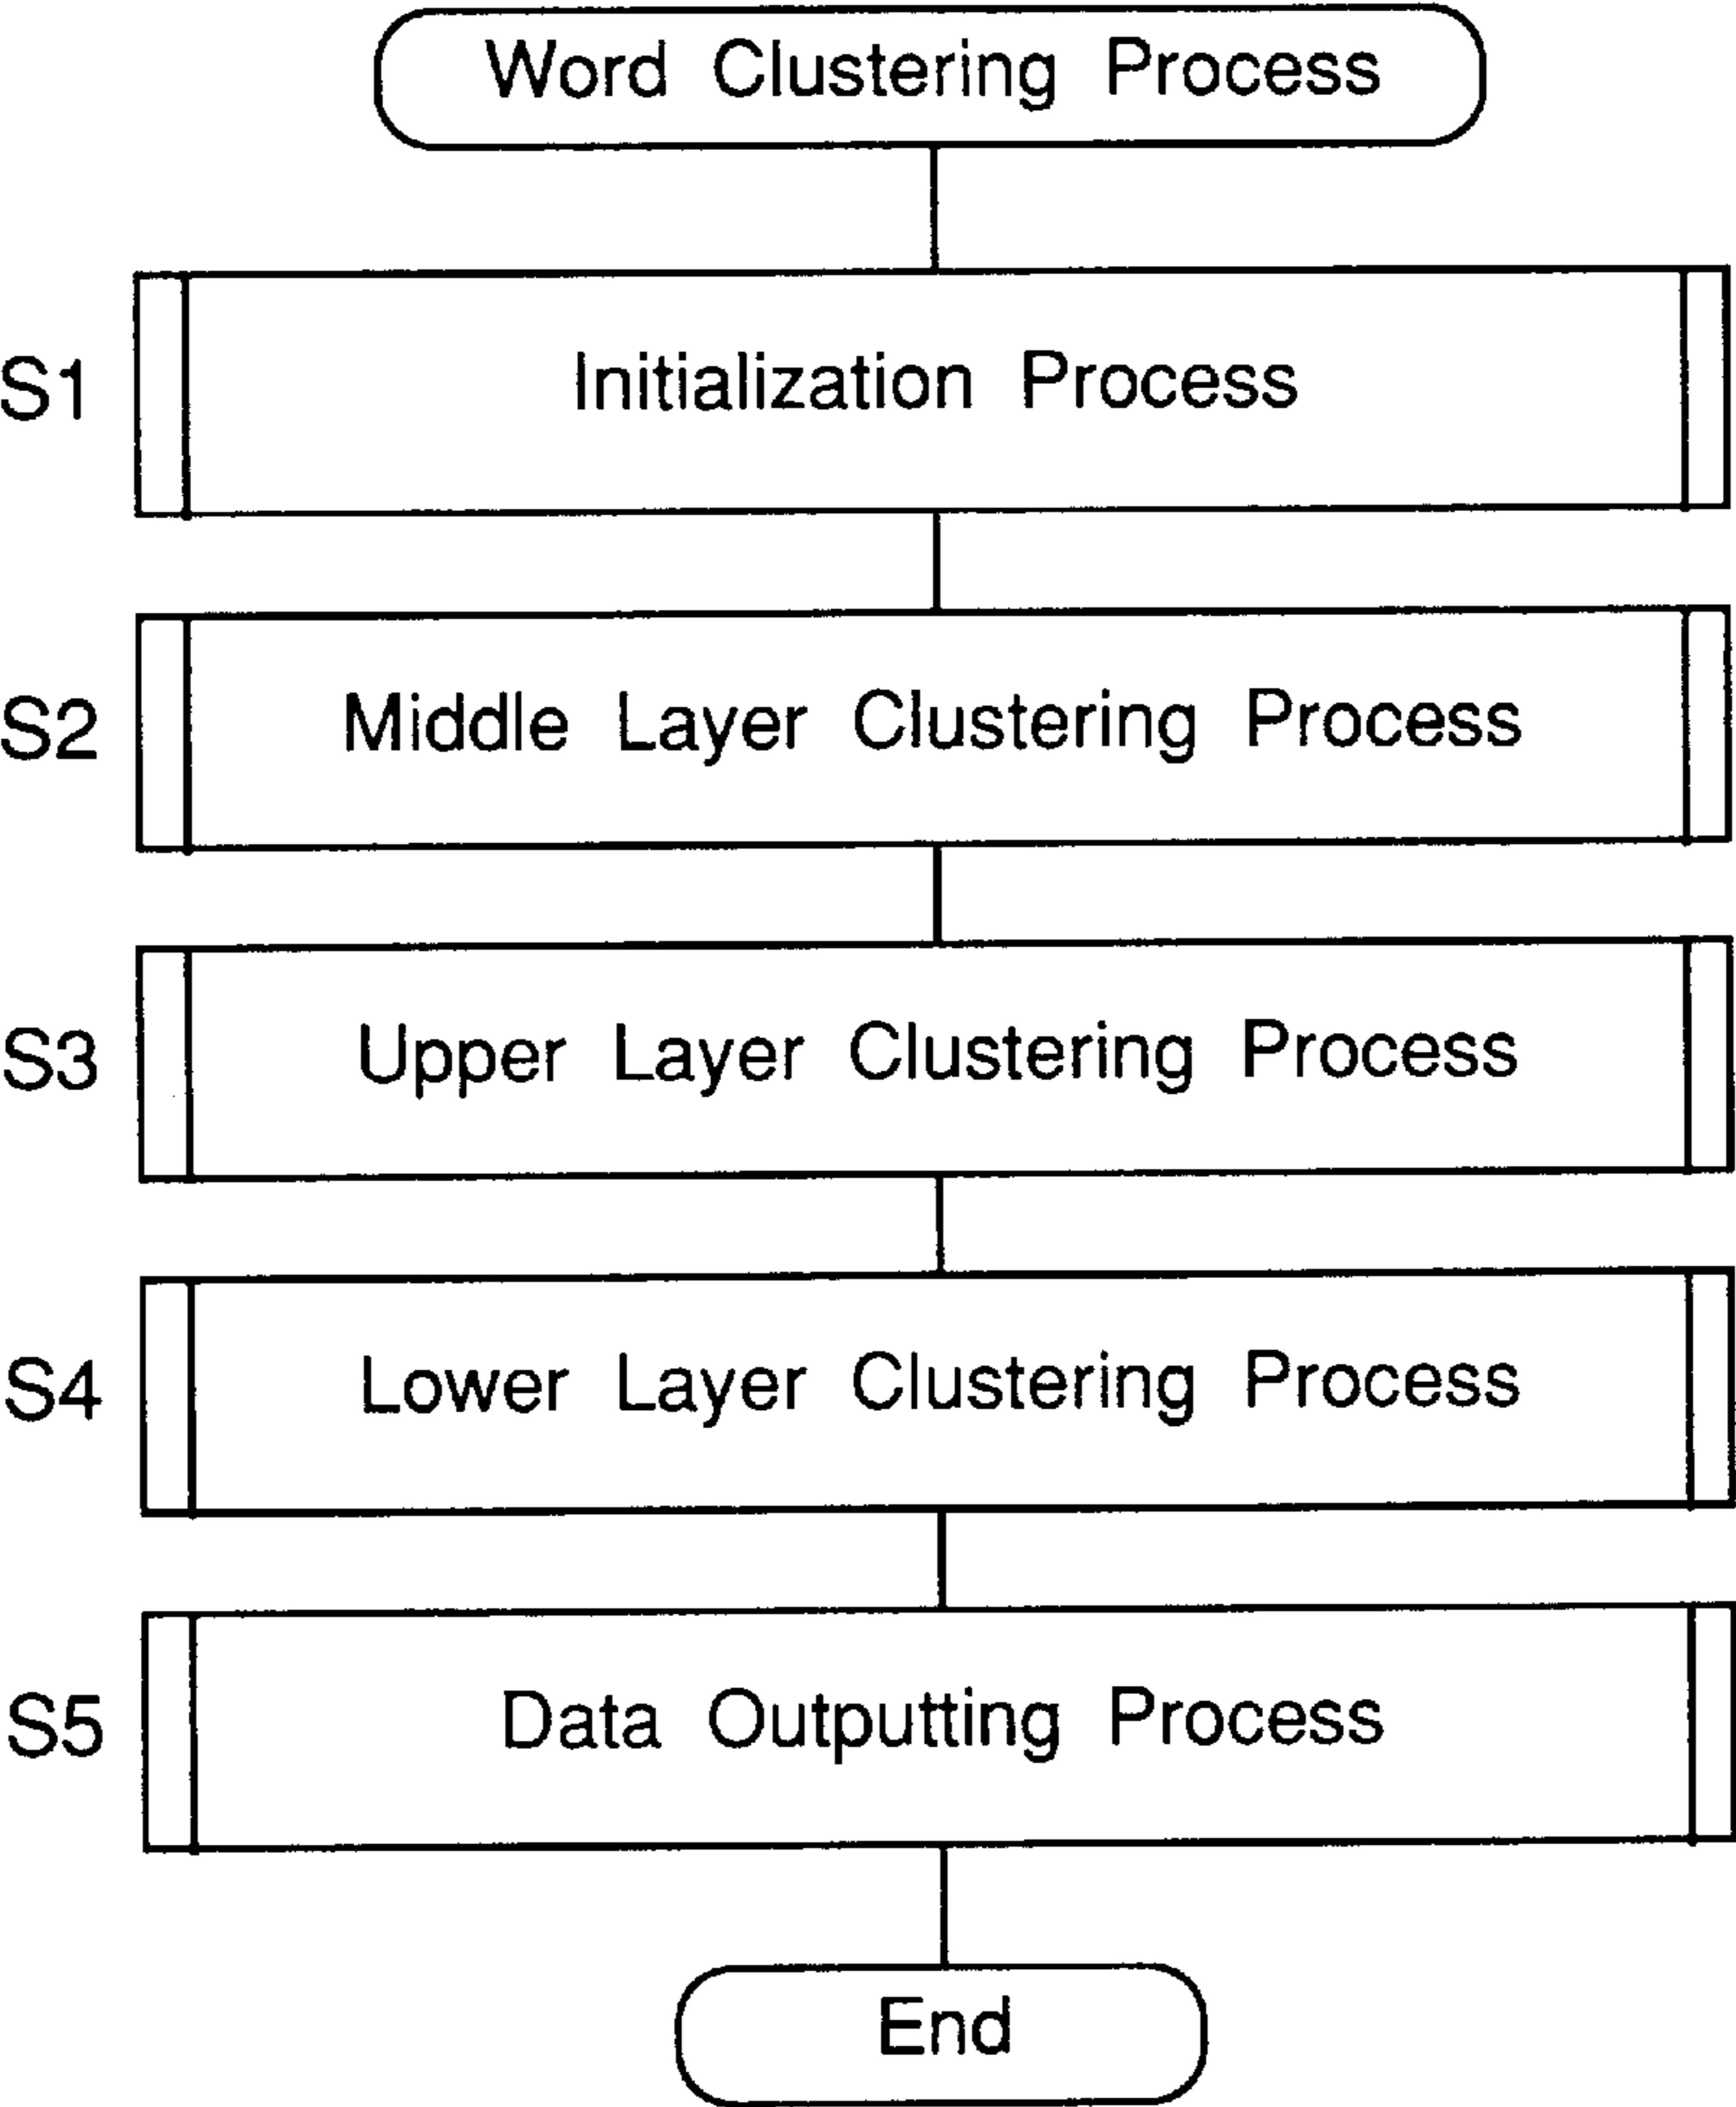 Word Clustering Process
S1 Initialization Process
S2 Middle Layer Clustering Process
S3 Upper Layer Clustering Process
S4 Lower Layer Clustering Process
S5 Data Outputting Process
End